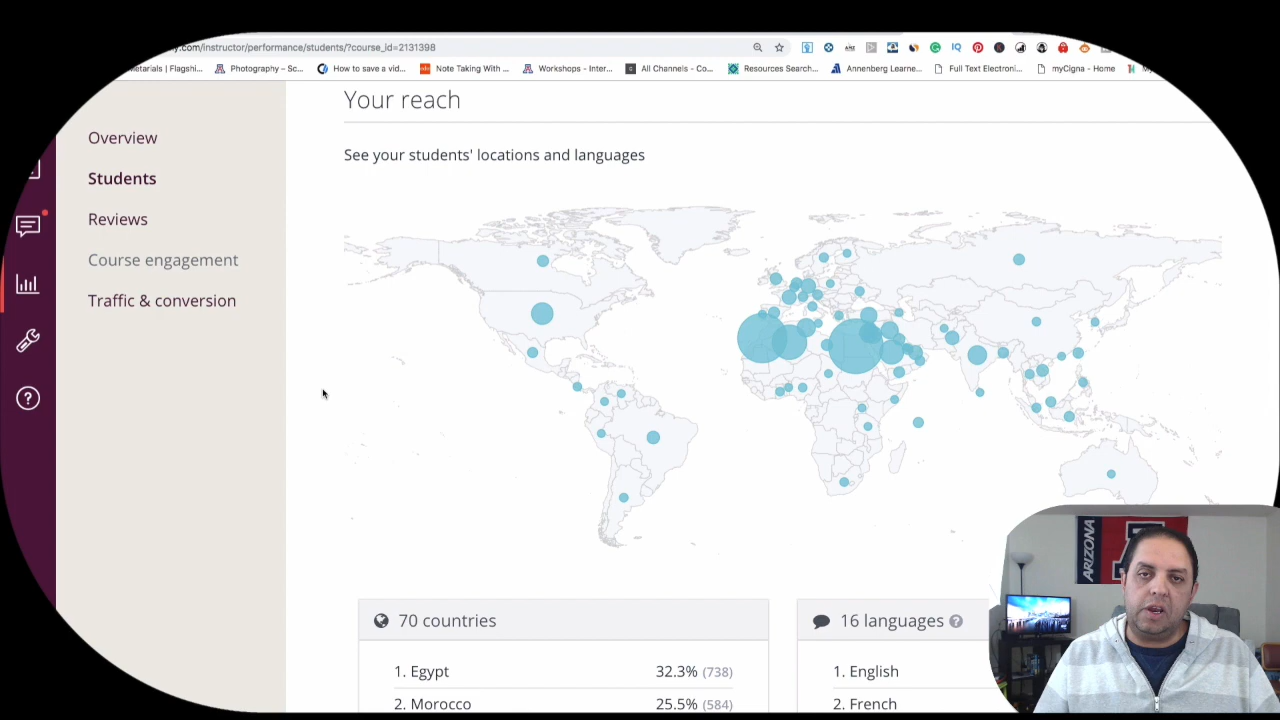 y.com/instructor/performance/students/?course_id=2131398
Metarials | Flagshi...
Photography – Sc...
How to save a vid...
Note Taking With ...
Workshops - Inter...
All Channels - Co...
Resources Search...
Annenberg Learne...
Full Text Electroni...
myCigna - Home
Your reach
Overview
See your students' locations and languages
Students
Reviews
Course engagement
Traffic & conversion
ARIZONA
70 countries
16 languages
1. Egypt 32.3% (738)
1. English
2. Morocco 25.5% (584)
2. French